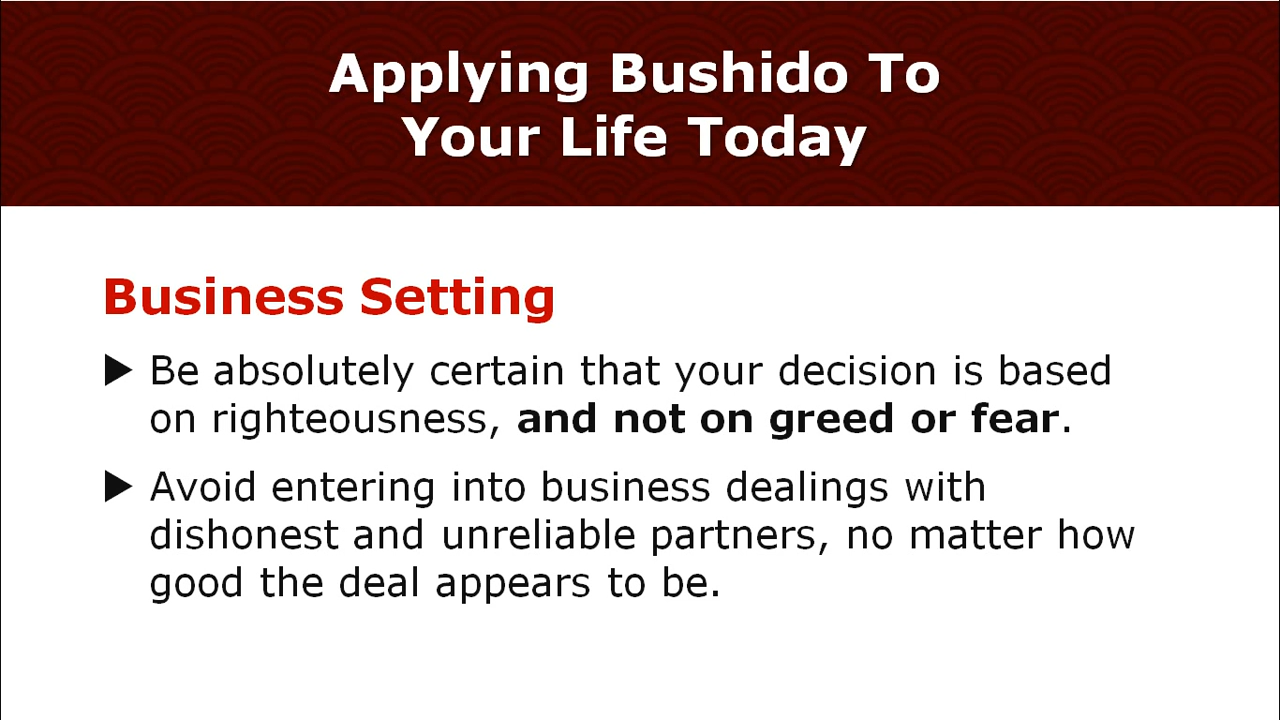 Applying Bushido To
Your Life Today
Business Setting
▶ Be absolutely certain that your decision is based
on righteousness, and not on greed or fear.
▶ Avoid entering into business dealings with
dishonest and unreliable partners, no matter how
good the deal appears to be.